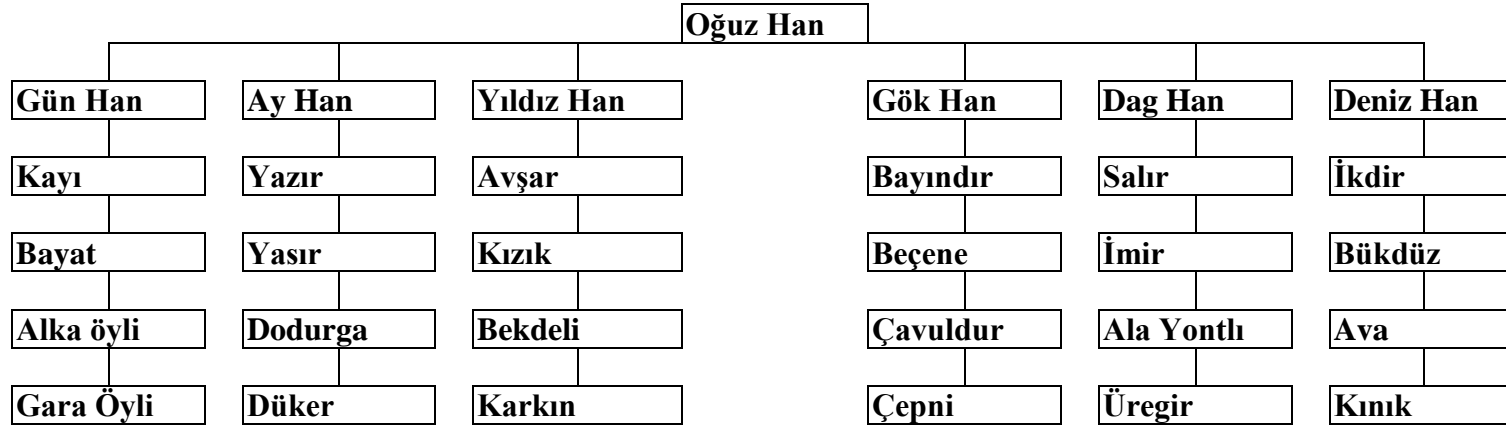 Oğuz Han
Gün Han Ay Han Yıldız Han Gök Han Dag Han Deniz Han
Kayı Yazır Avşar Bayındır Salır İkdir
Bayat Yasır Kızık Beçene İmir Bükdüz
Alka öyli Dodurga Bekdeli Çavuldur Ala Yontlı Ava
Gara Öyli Düker Karkın Çepni Üregir Kınık